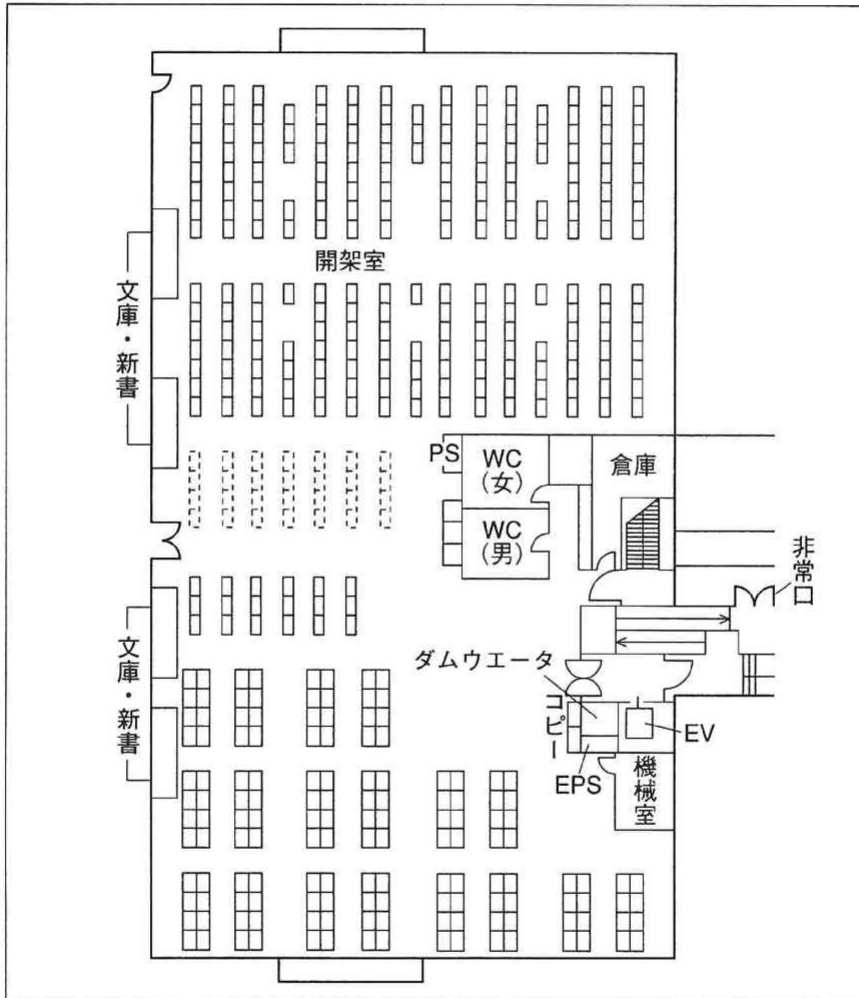 開架室
文庫・新書
PS
WC
(女)
倉庫
WC
(男)
非常口
文庫・新書
ダムウエータ
コピー
EV
EPS
機械室